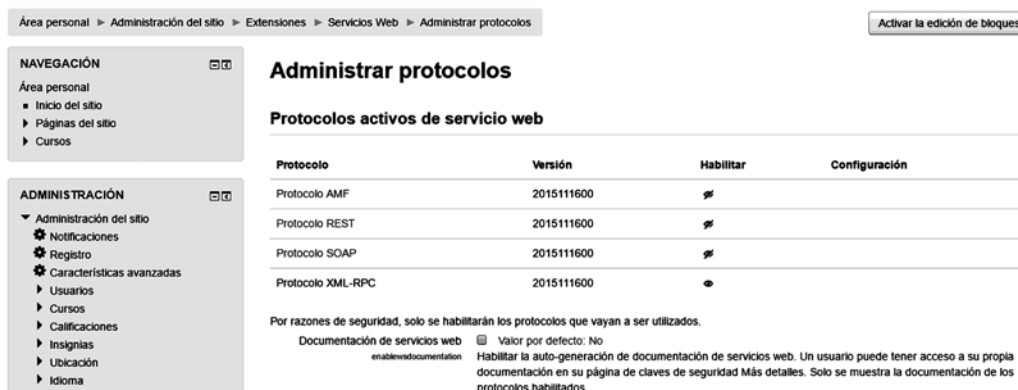 Área personal ▶ Administración del sitio ▶ Extensiones ▶ Servicios Web ▶ Administrar protocolos
Activar la edición de bloques
NAVEGACIÓN
Área personal
Inicio del sitio
Páginas del sitio
Cursos
ADMINISTRACIÓN
Administración del sitio
Notificaciones
Registro
Características avanzadas
Usuarios
Cursos
Calificaciones
Insignias
Ubicación
Idioma
Administrar protocolos
Protocolos activos de servicio web
Protocolo Versión Habilitar Configuración
Protocolo AMF 2015111600
Protocolo REST 2015111600
Protocolo SOAP 2015111600
Protocolo XML-RPC 2015111600
Por razones de seguridad, solo se habilitarán los protocolos que vayan a ser utilizados.
Documentación de servicios web Valor por defecto: No
enablewsdocumentation Habilitar la auto-generación de documentación de servicios web. Un usuario puede tener acceso a su propia
documentación en su página de claves de seguridad Más detalles. Solo se muestra la documentación de los
protocolos habilitados.